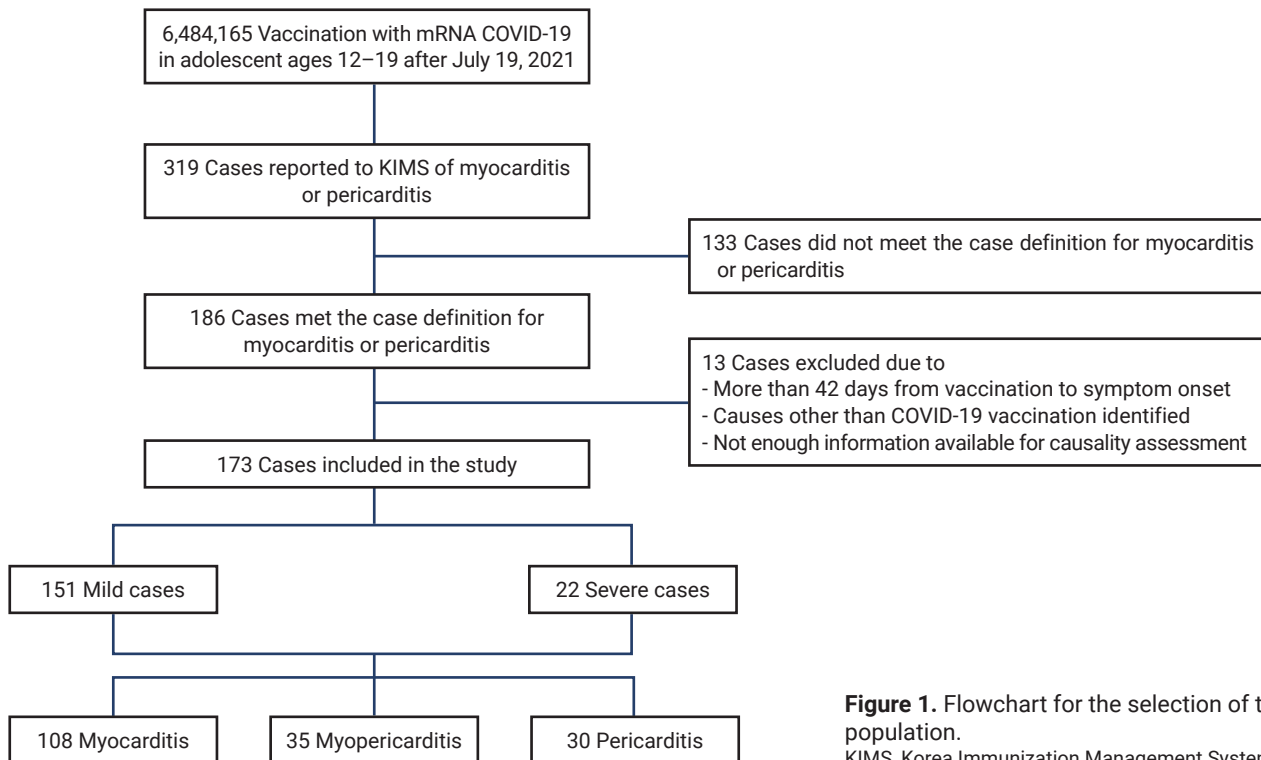 6,484,165 Vaccination with mRNA COVID-19
in adolescent ages 12–19 after July 19, 2021
319 Cases reported to KIMS of myocarditis
or pericarditis
133 Cases did not meet the case definition for myocarditis
or pericarditis
186 Cases met the case definition for
myocarditis or pericarditis
13 Cases excluded due to
- More than 42 days from vaccination to symptom onset
- Causes other than COVID-19 vaccination identified
- Not enough information available for causality assessment
173 Cases included in the study
151 Mild cases
22 Severe cases
108 Myocarditis
35 Myopericarditis
30 Pericarditis
Figure 1. Flowchart for the selection of
population.
KIMS, Korea Immunization Management